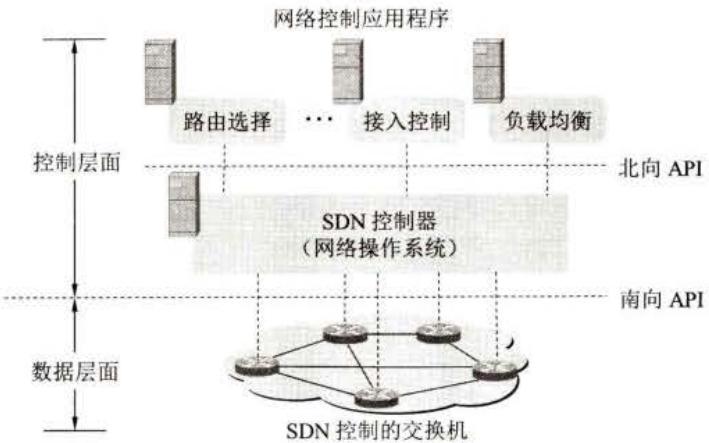 网络控制应用程序
路由选择 ··· 接入控制 负载均衡
控制层面
北向 API
SDN 控制器
（网络操作系统）
南向 API
数据层面
SDN 控制的交换机